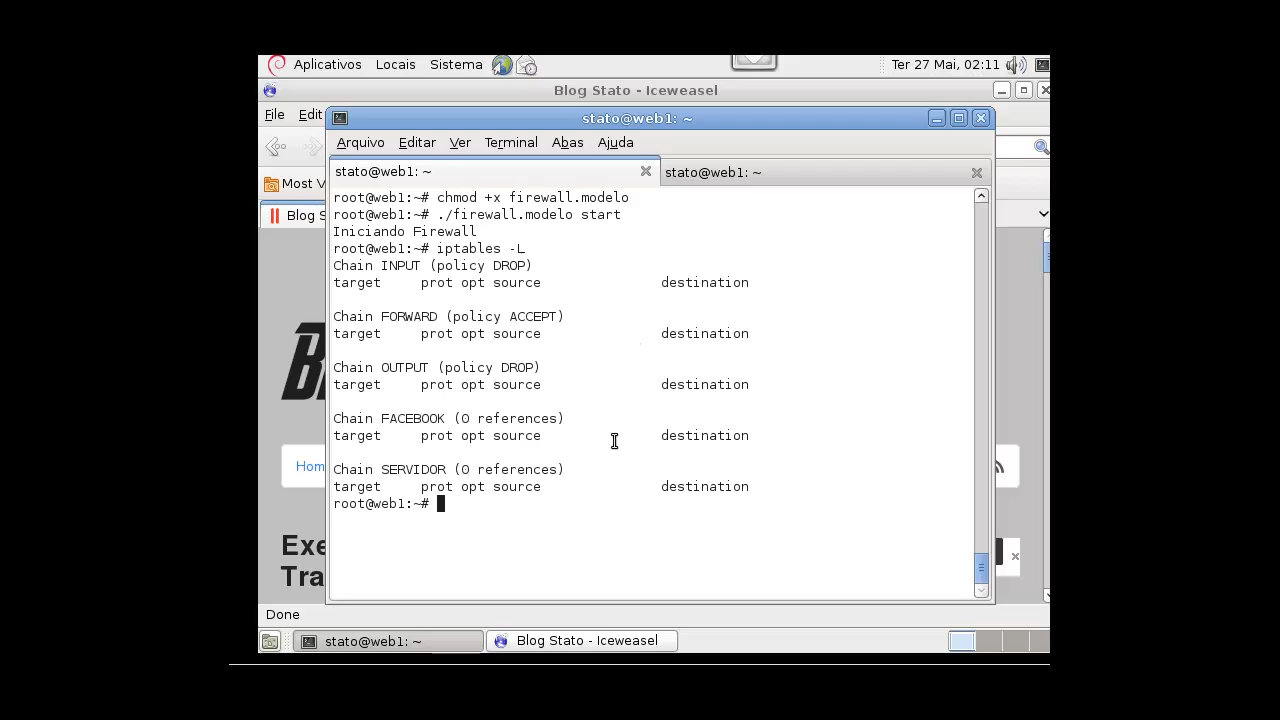 Aplicativos Locais Sistema Ter 27 Mai, 02:11
Blog Stato - Iceweasel
File Edit
stato@web1: ~
Arquivo Editar Ver Terminal Abas Ajuda
Most V
stato@web1: ~ stato@web1: ~
Blog S
root@web1:~# chmod +x firewall.modelo
root@web1:~# ./firewall.modelo start
Iniciando Firewall
root@web1:~# iptables -L
Chain INPUT (policy DROP)
target prot opt source destination
Chain FORWARD (policy ACCEPT)
target prot opt source destination
Chain OUTPUT (policy DROP)
target prot opt source destination
Chain FACEBOOK (0 references)
target prot opt source destination
Chain SERVIDOR (0 references)
target prot opt source destination
root@web1:~#
Hom
Exe
Tra
Done
stato@web1: ~ Blog Stato - Iceweasel